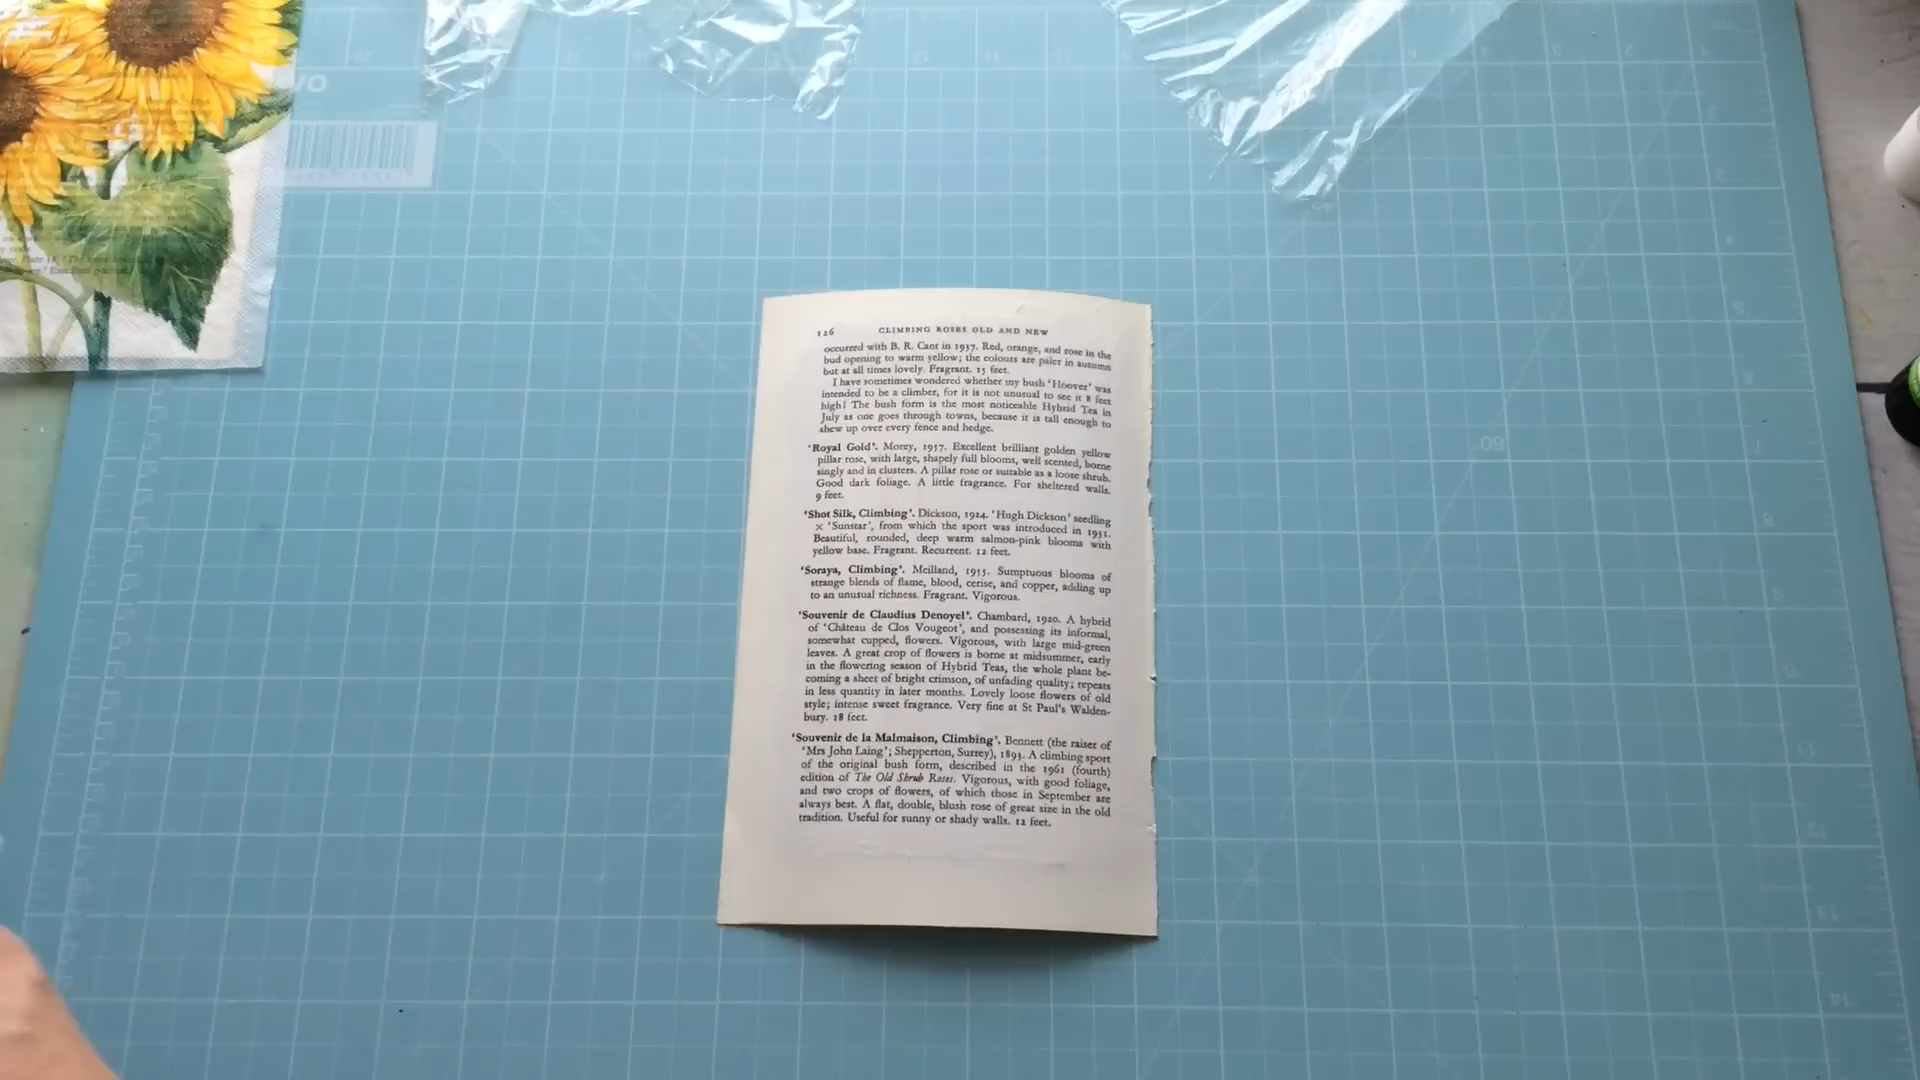 126 CLIMBING ROSES OLD AND NEW
occurred with B. R. Cant in 1937. Red, orange, and rose in the
bud opening to warm yellow; the colours are paler in autumn
but at all times lovely. Fragrant. 15 feet.
I have sometimes wondered whether my bush 'Hoover' was
intended to be a climber, for it is not unusual to see it 8 feet
high! The bush form is the most noticeable Hybrid Tea in
July as one goes through towns, because it is tall enough to
shew up over every fence and hedge.
'Royal Gold'. Morey, 1957. Excellent brilliant golden yellow
pillar rose, with large, shapely full blooms, well scented, borne
singly and in clusters. A pillar rose or suitable as a loose shrub.
Good dark foliage. A little fragrance. For sheltered walls.
9 feet.
'Shot Silk, Climbing'. Dickson, 1924. 'Hugh Dickson' seedling
× 'Sunstar', from which the sport was introduced in 1931.
Beautiful, rounded, deep warm salmon-pink blooms with
yellow base. Fragrant. Recurrent. 12 feet.
'Soraya, Climbing'. Meilland, 1955. Sumptuous blooms of
strange blends of flame, blood, cerise, and copper, adding up
to an unusual richness. Fragrant. Vigorous.
'Souvenir de Claudius Denoyel'. Chambard, 1920. A hybrid
of 'Château de Clos Vougeot', and possessing its informal,
somewhat cupped, flowers. Vigorous, with large mid-green
leaves. A great crop of flowers is borne at midsummer, early
in the flowering season of Hybrid Teas, the whole plant be-
coming a sheet of bright crimson, of unfading quality; repeats
in less quantity in later months. Lovely loose flowers of old
style; intense sweet fragrance. Very fine at St Paul's Walden-
bury. 18 feet.
'Souvenir de la Malmaison, Climbing'. Bennett (the raiser of
'Mrs John Laing'; Shepperton, Surrey), 1893. A climbing sport
of the original bush form, described in the 1961 (fourth)
edition of The Old Shrub Roses. Vigorous, with good foliage,
and two crops of flowers, of which those in September are
always best. A flat, double, blush rose of great size in the old
tradition. Useful for sunny or shady walls. 12 feet.
60